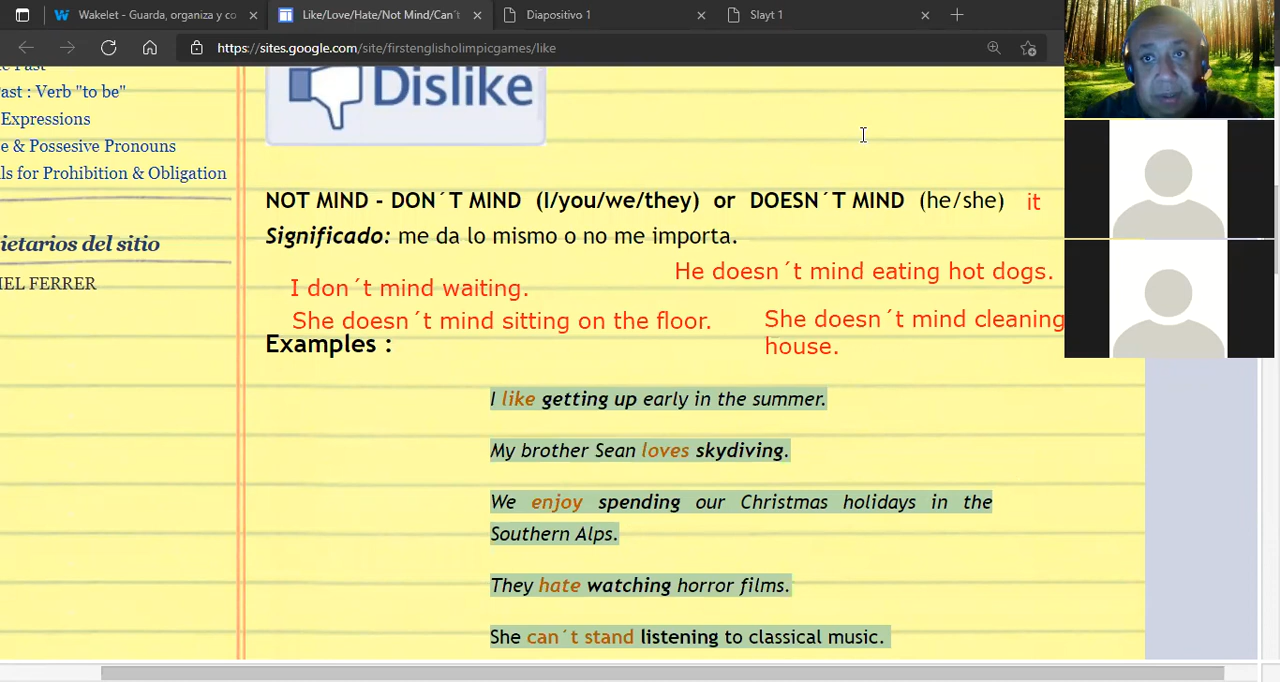 Wakelet - Guarda, organiza y co
Like/Love/Hate/Not Mind/Can´t
Diapositivo 1
Slayt 1
https://sites.google.com/site/firstenglisholimpicgames/like
Past : Verb "to be"
Expressions
e & Possesive Pronouns
ls for Prohibition & Obligation
ietarios del sitio
IEL FERRER
Dislike
NOT MIND - DON´T MIND (I/you/we/they) or DOESN´T MIND (he/she) it
Significado: me da lo mismo o no me importa.
He doesn´t mind eating hot dogs.
I don´t mind waiting.
She doesn´t mind sitting on the floor.
She doesn´t mind cleaning
house.
Examples :
I like getting up early in the summer.
My brother Sean loves skydiving.
We enjoy spending our Christmas holidays in the
Southern Alps.
They hate watching horror films.
She can´t stand listening to classical music.